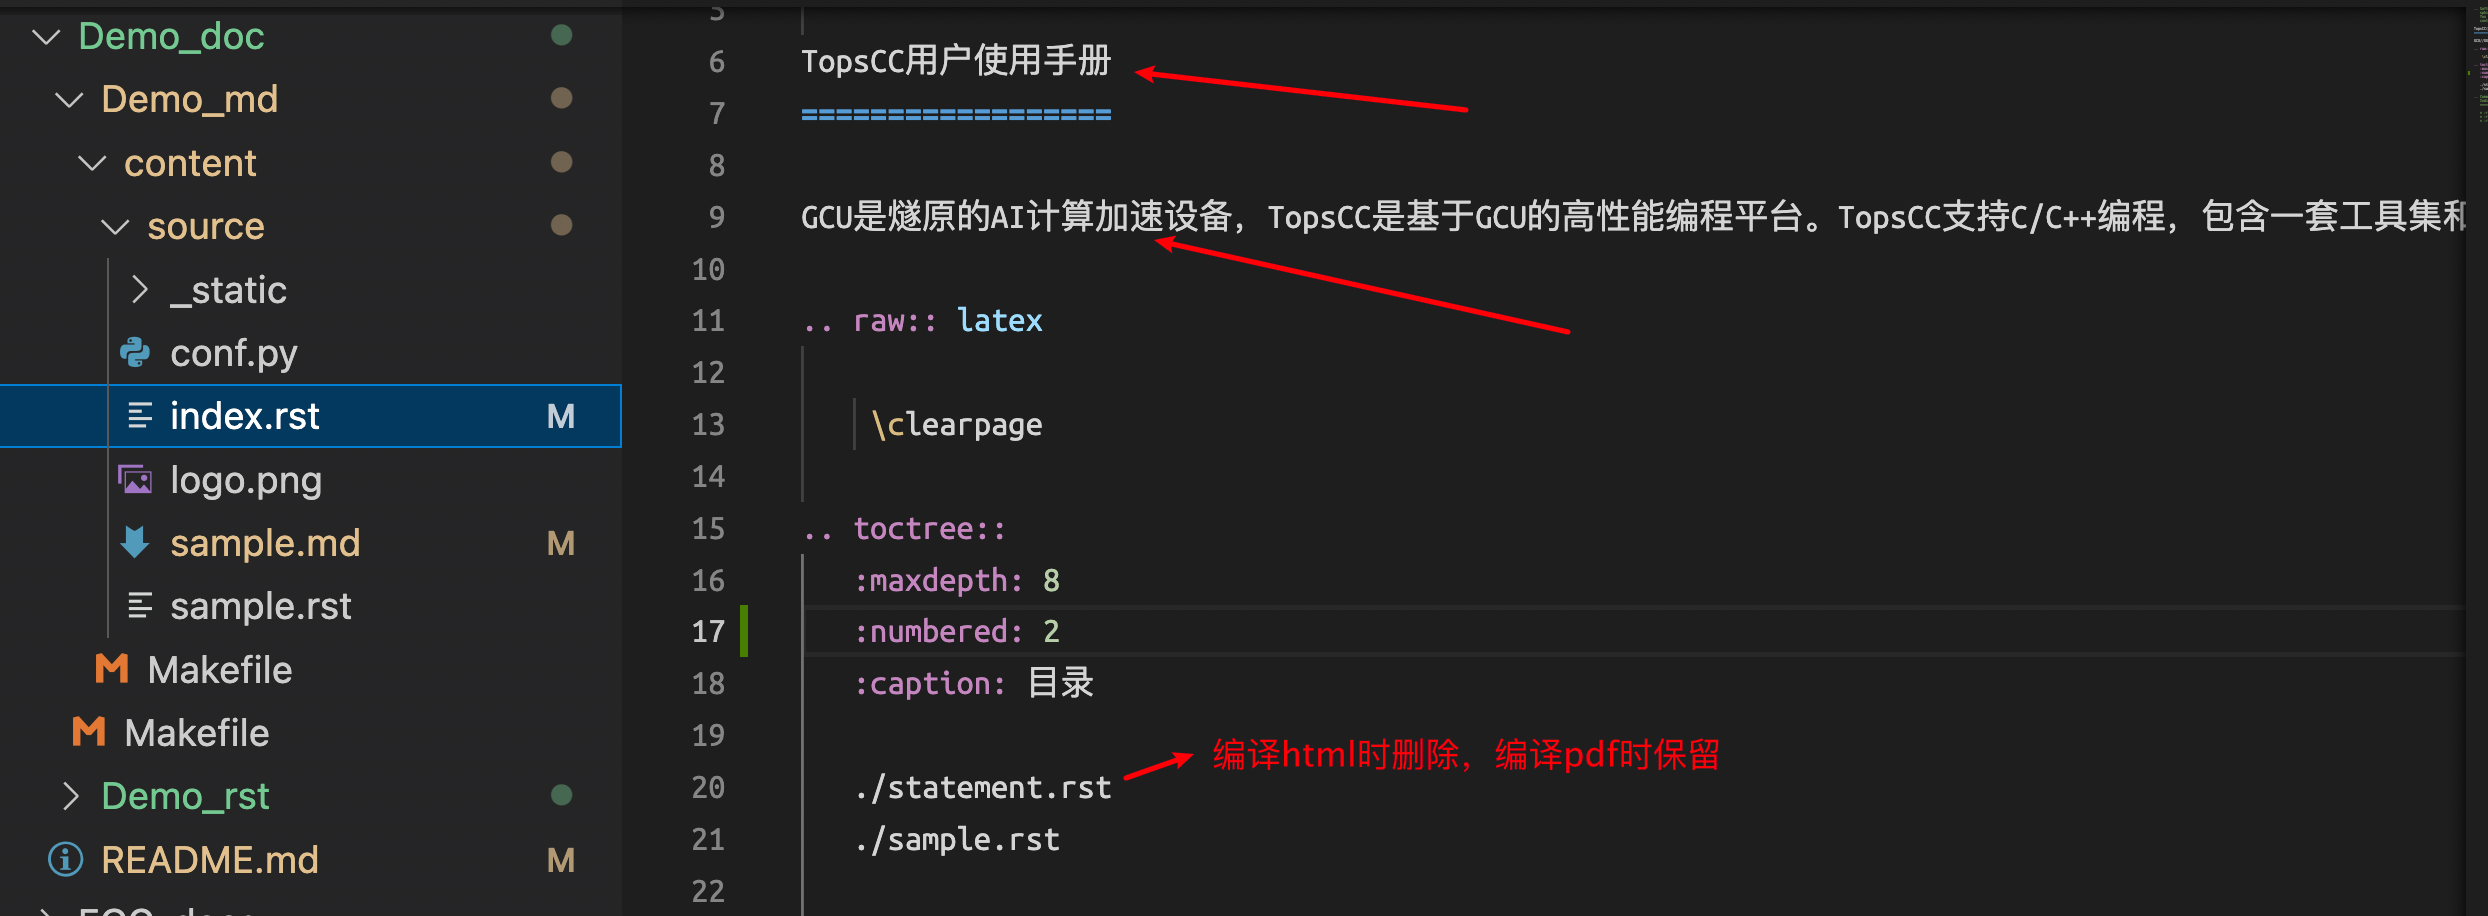 Demo_doc
Demo_md
content
source
_static
conf.py
index.rst M
logo.png
sample.md M
sample.rst
Makefile
Makefile
Demo_rst
README.md M
5
6 TopsCC用户使用手册
7 ==================
8
9 GCU是燧原的AI计算加速设备，TopsCC是基于GCU的高性能编程平台。TopsCC支持C/C++编程，包含一套工具集和
10
11 .. raw:: latex
12
13 \clearpage
14
15 .. toctree::
16 :maxdepth: 8
17 :numbered: 2
18 :caption: 目录
19
编译html时删除，编译pdf时保留
20 ./statement.rst
21 ./sample.rst
22